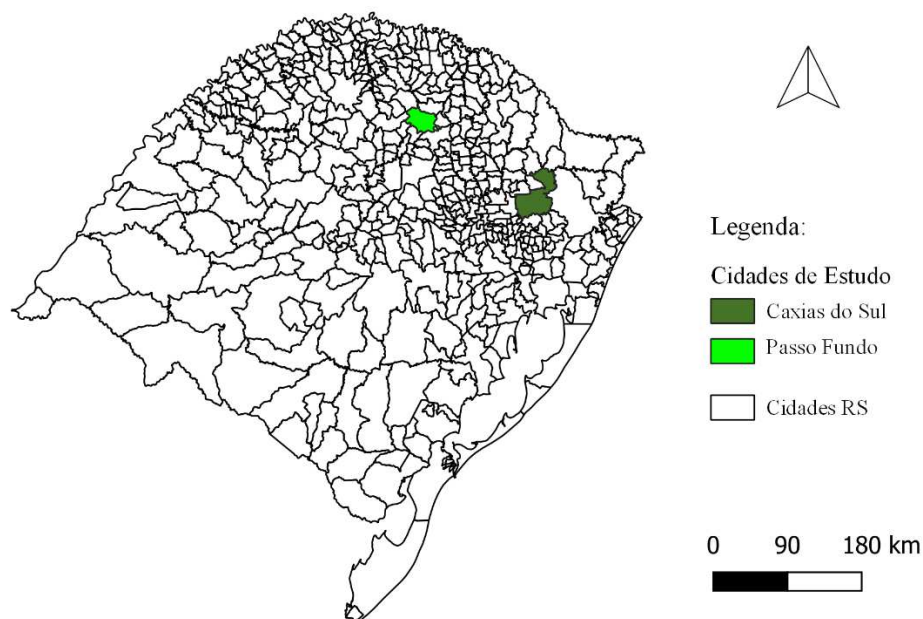 Legenda:
Cidades de Estudo
Caxias do Sul
Passo Fundo
Cidades RS
0 90 180 km